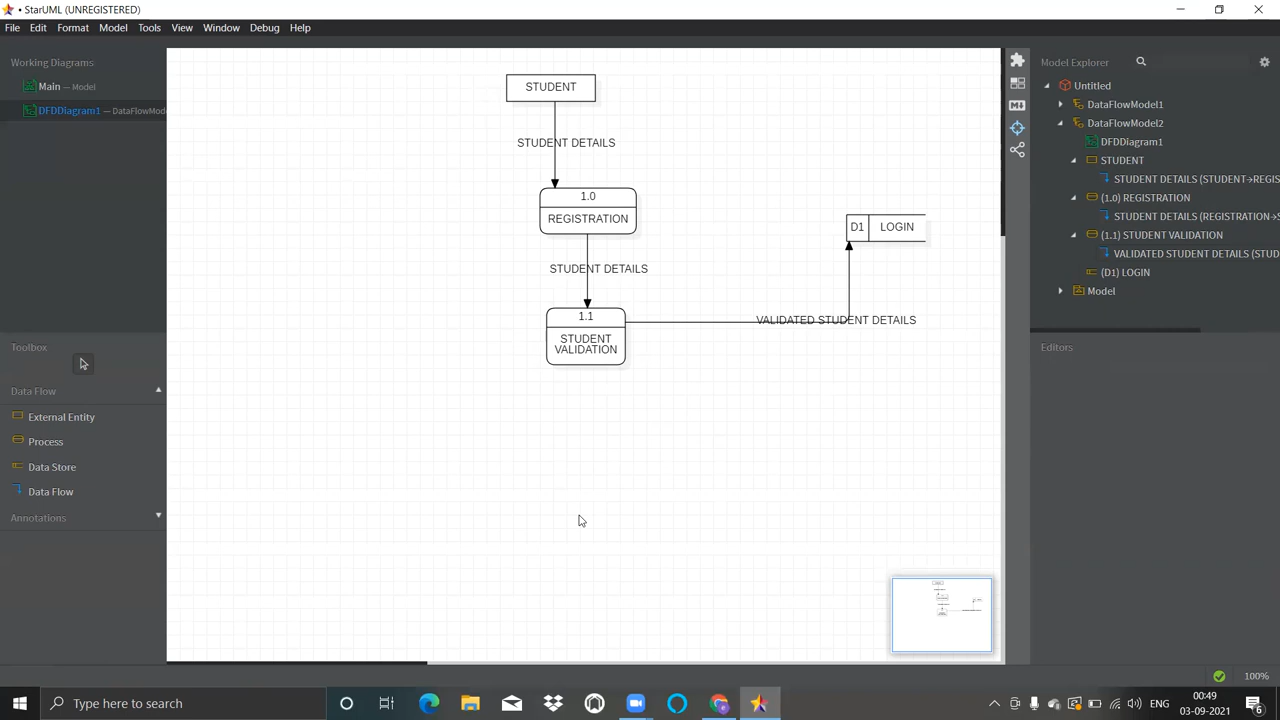 • StarUML (UNREGISTERED)
File Edit Format Model Tools View Window Debug Help
Working Diagrams
Main — Model
DFDDiagram1 — DataFlowMode
Toolbox
Data Flow
External Entity
Process
Data Store
Data Flow
Annotations
STUDENT
STUDENT DETAILS
1.0
REGISTRATION
STUDENT DETAILS
1.1
STUDENT
VALIDATION
D1 LOGIN
VALIDATED STUDENT DETAILS
Model Explorer
Untitled
DataFlowModel1
DataFlowModel2
DFDDiagram1
STUDENT
STUDENT DETAILS (STUDENT→REGIS
(1.0) REGISTRATION
STUDENT DETAILS (REGISTRATION→S
(1.1) STUDENT VALIDATION
VALIDATED STUDENT DETAILS (STUD
(D1) LOGIN
Model
Editors
100%
Type here to search
ENG
00:49
03-09-2021
6